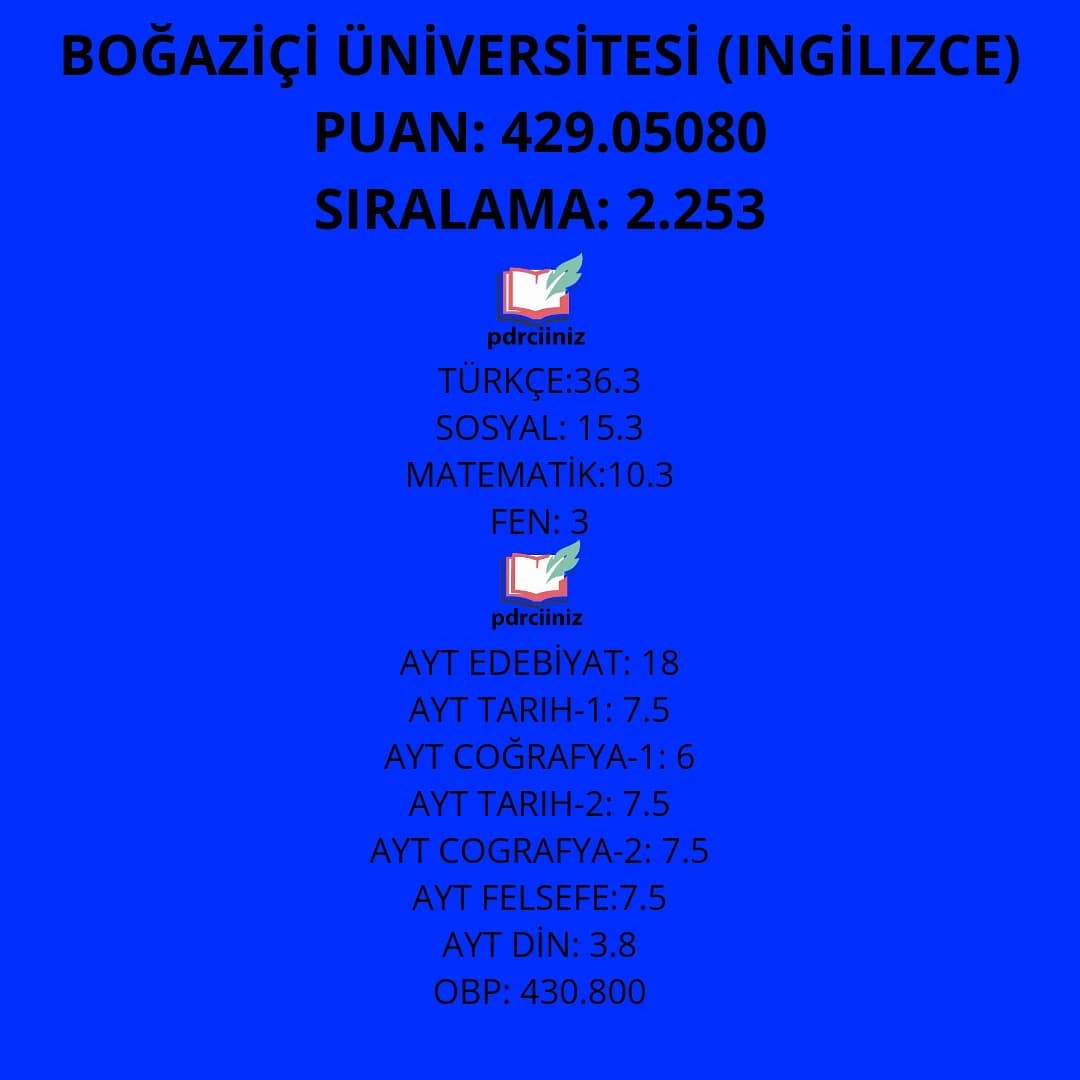 BOĞAZİÇİ ÜNİVERSİTESİ (INGİLIZCE)
PUAN: 429.05080
SIRALAMA: 2.253
pdrciiniz
TÜRKÇE:36.3
SOSYAL: 15.3
MATEMATİK:10.3
FEN: 3
pdrciiniz
AYT EDEBİYAT: 18
AYT TARIH-1: 7.5
AYT COĞRAFYA-1: 6
AYT TARIH-2: 7.5
AYT COGRAFYA-2: 7.5
AYT FELSEFE:7.5
AYT DİN: 3.8
OBP: 430.800